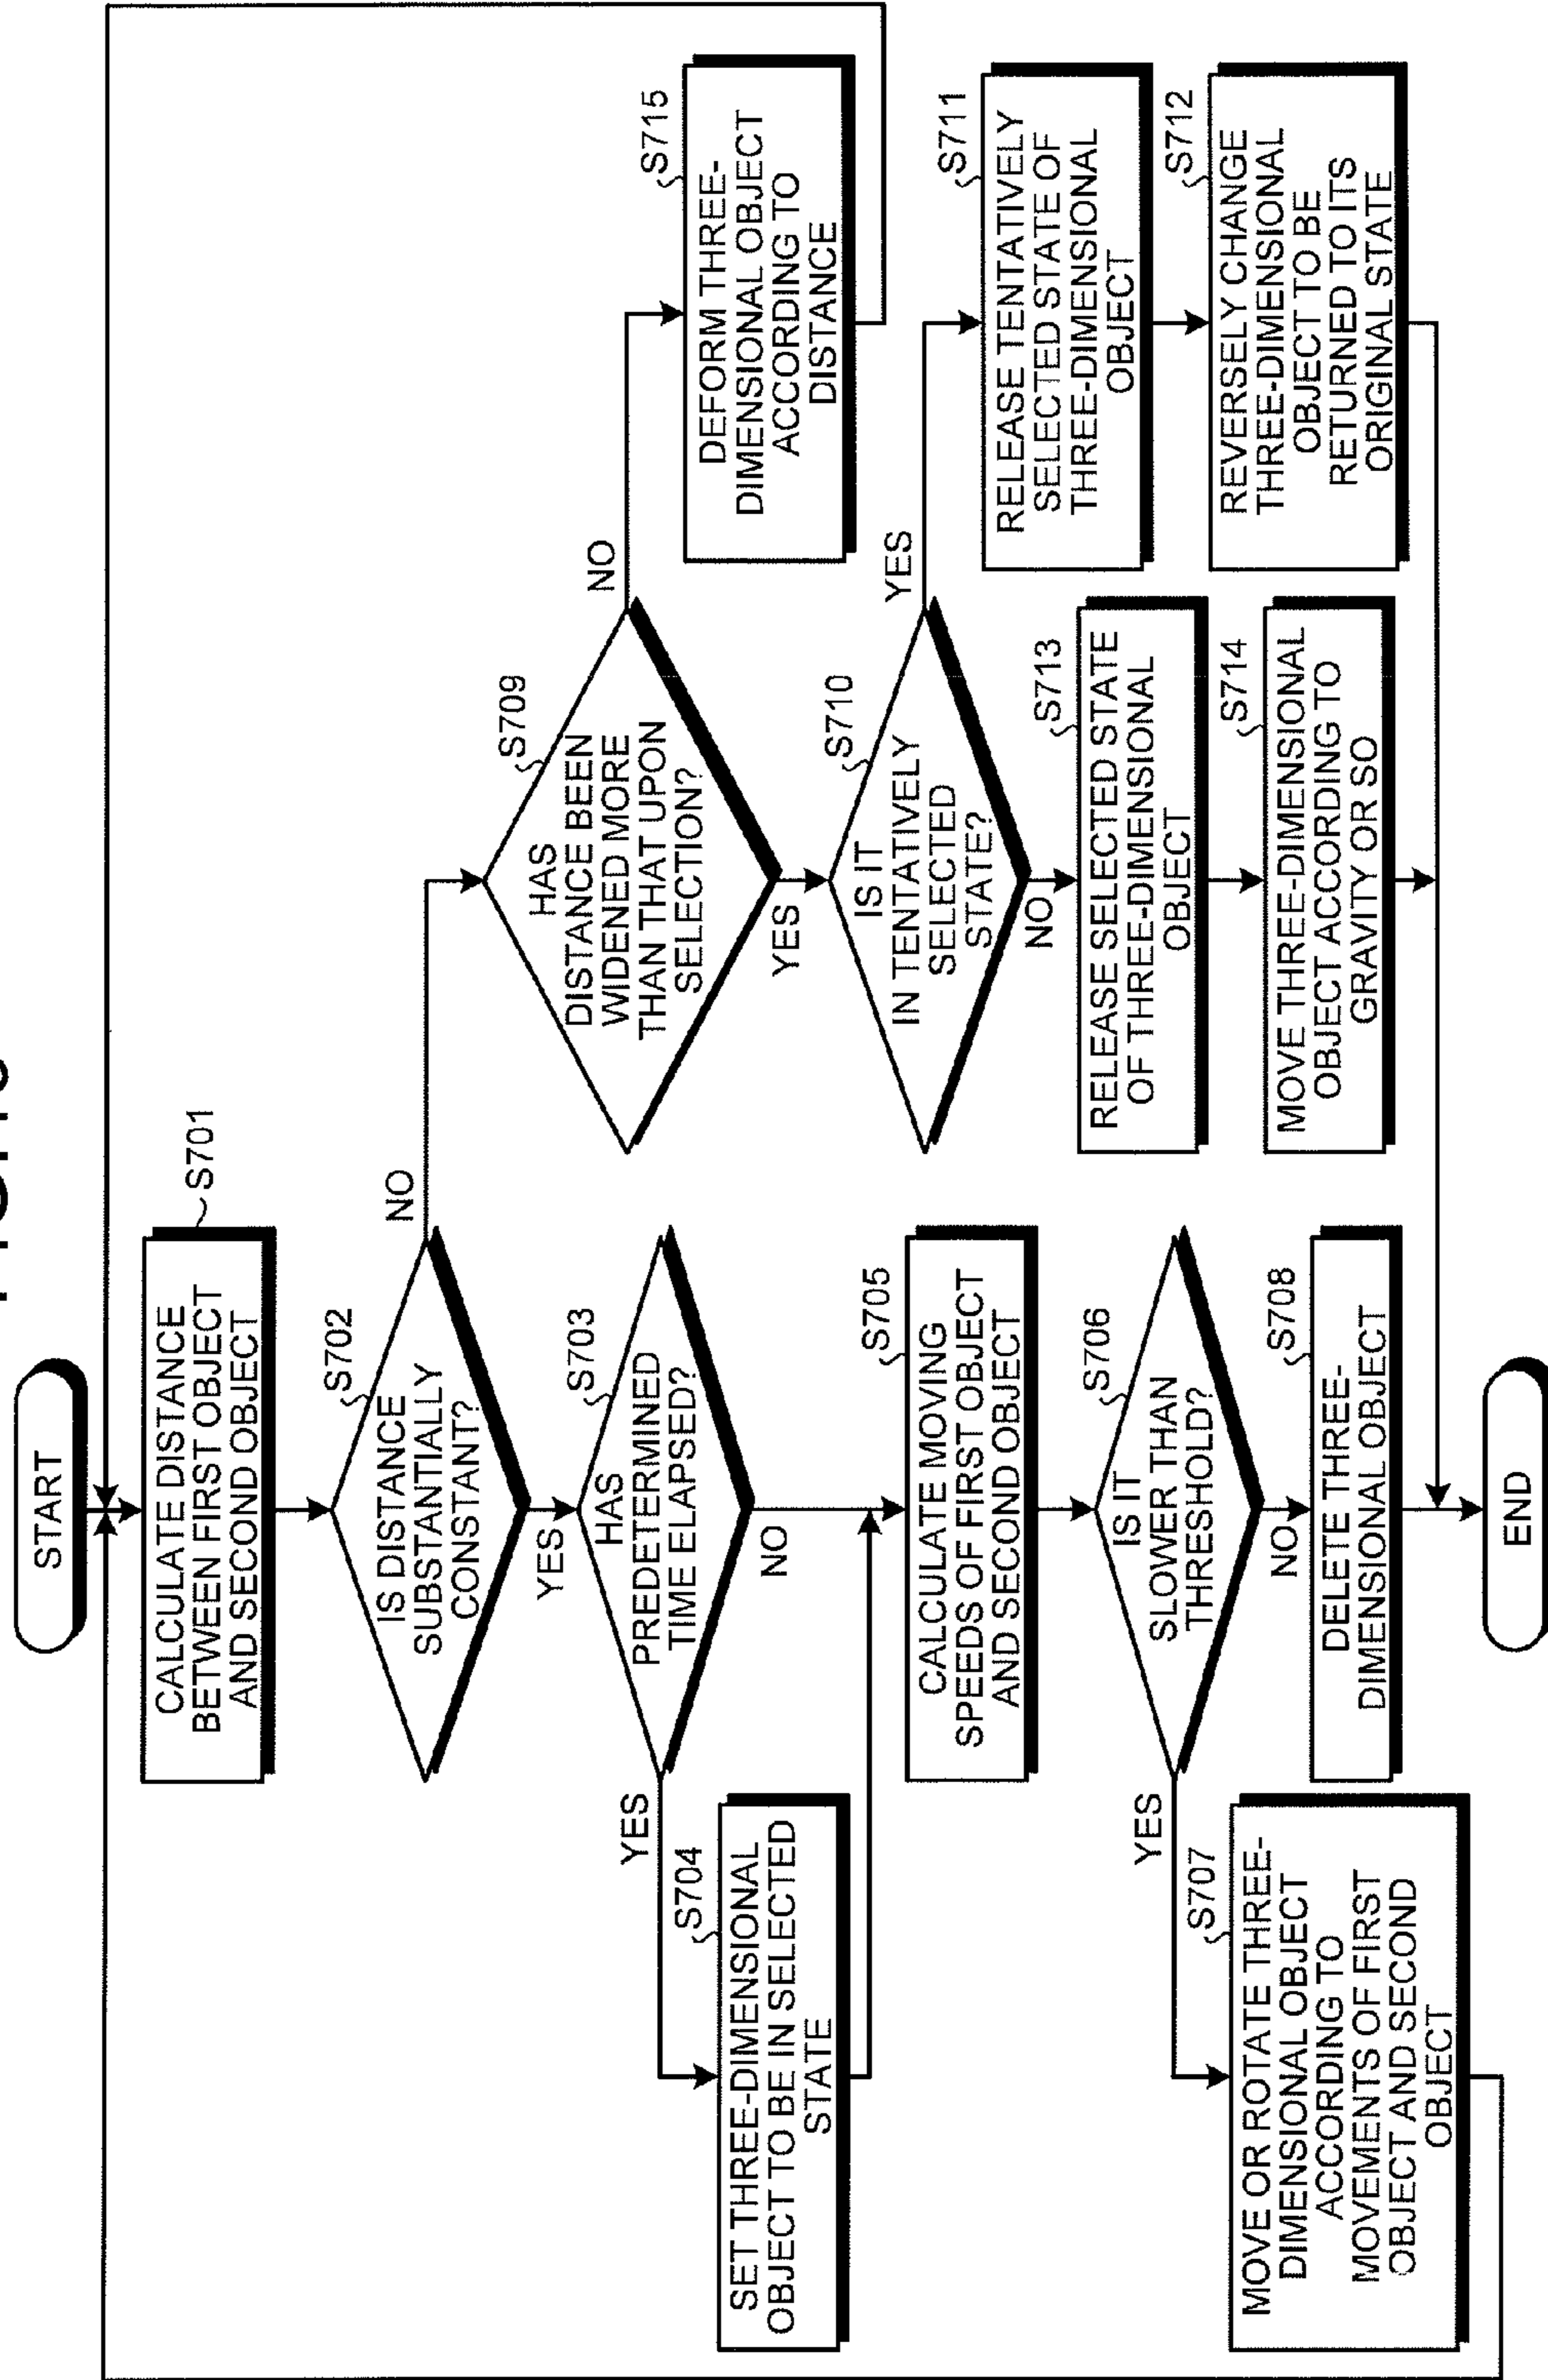 START
CALCULATE DISTANCE
BETWEEN FIRST OBJECT
AND SECOND OBJECT
S701
IS DISTANCE
SUBSTANTIALLY
CONSTANT?
S702
NO
YES
HAS
PREDETERMINED
TIME ELAPSED?
S703
YES
NO
SET THREE-DIMENSIONAL
OBJECT TO BE IN SELECTED
STATE
S704
CALCULATE MOVING
SPEEDS OF FIRST OBJECT
AND SECOND OBJECT
S705
IS IT
SLOWER THAN
THRESHOLD?
S706
YES
NO
MOVE OR ROTATE THREE-
DIMENSIONAL OBJECT
ACCORDING TO
MOVEMENTS OF FIRST
OBJECT AND SECOND
OBJECT
S707
DELETE THREE-
DIMENSIONAL OBJECT
S708
HAS
DISTANCE BEEN
WIDENED MORE
THAN THAT UPON
SELECTION?
S709
NO
YES
IS IT
IN TENTATIVELY
SELECTED
STATE?
S710
YES
NO
RELEASE TENTATIVELY
SELECTED STATE OF
THREE-DIMENSIONAL
OBJECT
S711
REVERSELY CHANGE
THREE-DIMENSIONAL
OBJECT TO BE
RETURNED TO ITS
ORIGINAL STATE
S712
RELEASE SELECTED STATE
OF THREE-DIMENSIONAL
OBJECT
S713
MOVE THREE-DIMENSIONAL
OBJECT ACCORDING TO
GRAVITY OR SO
S714
DEFORM THREE-
DIMENSIONAL OBJECT
ACCORDING TO
DISTANCE
S715
END